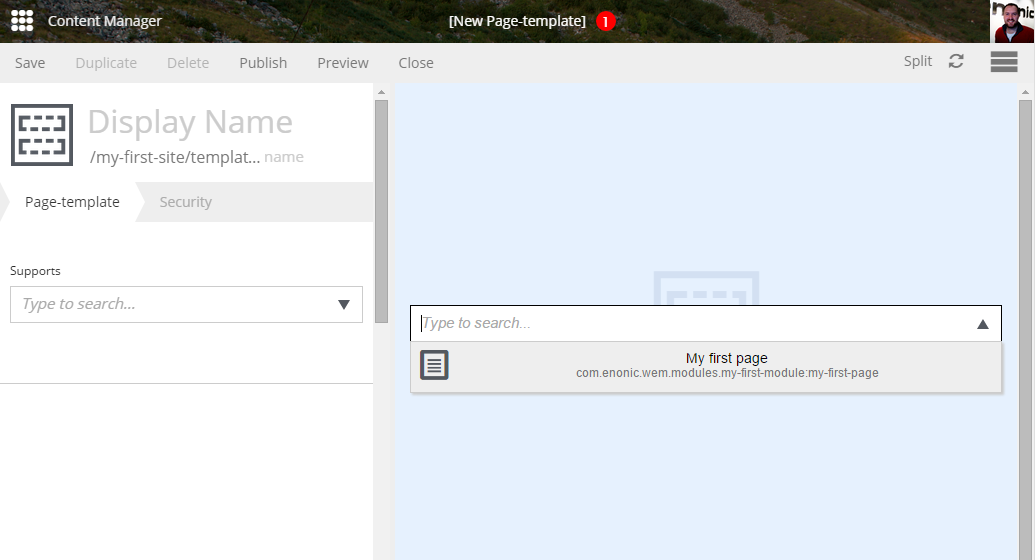 Content Manager
[New Page-template] 1
Save Duplicate Delete Publish Preview Close Split
Display Name
/my-first-site/templat... name
Page-template Security
Supports
Type to search...
Type to search...
My first page
com.enonic.wem.modules.my-first-module:my-first-page